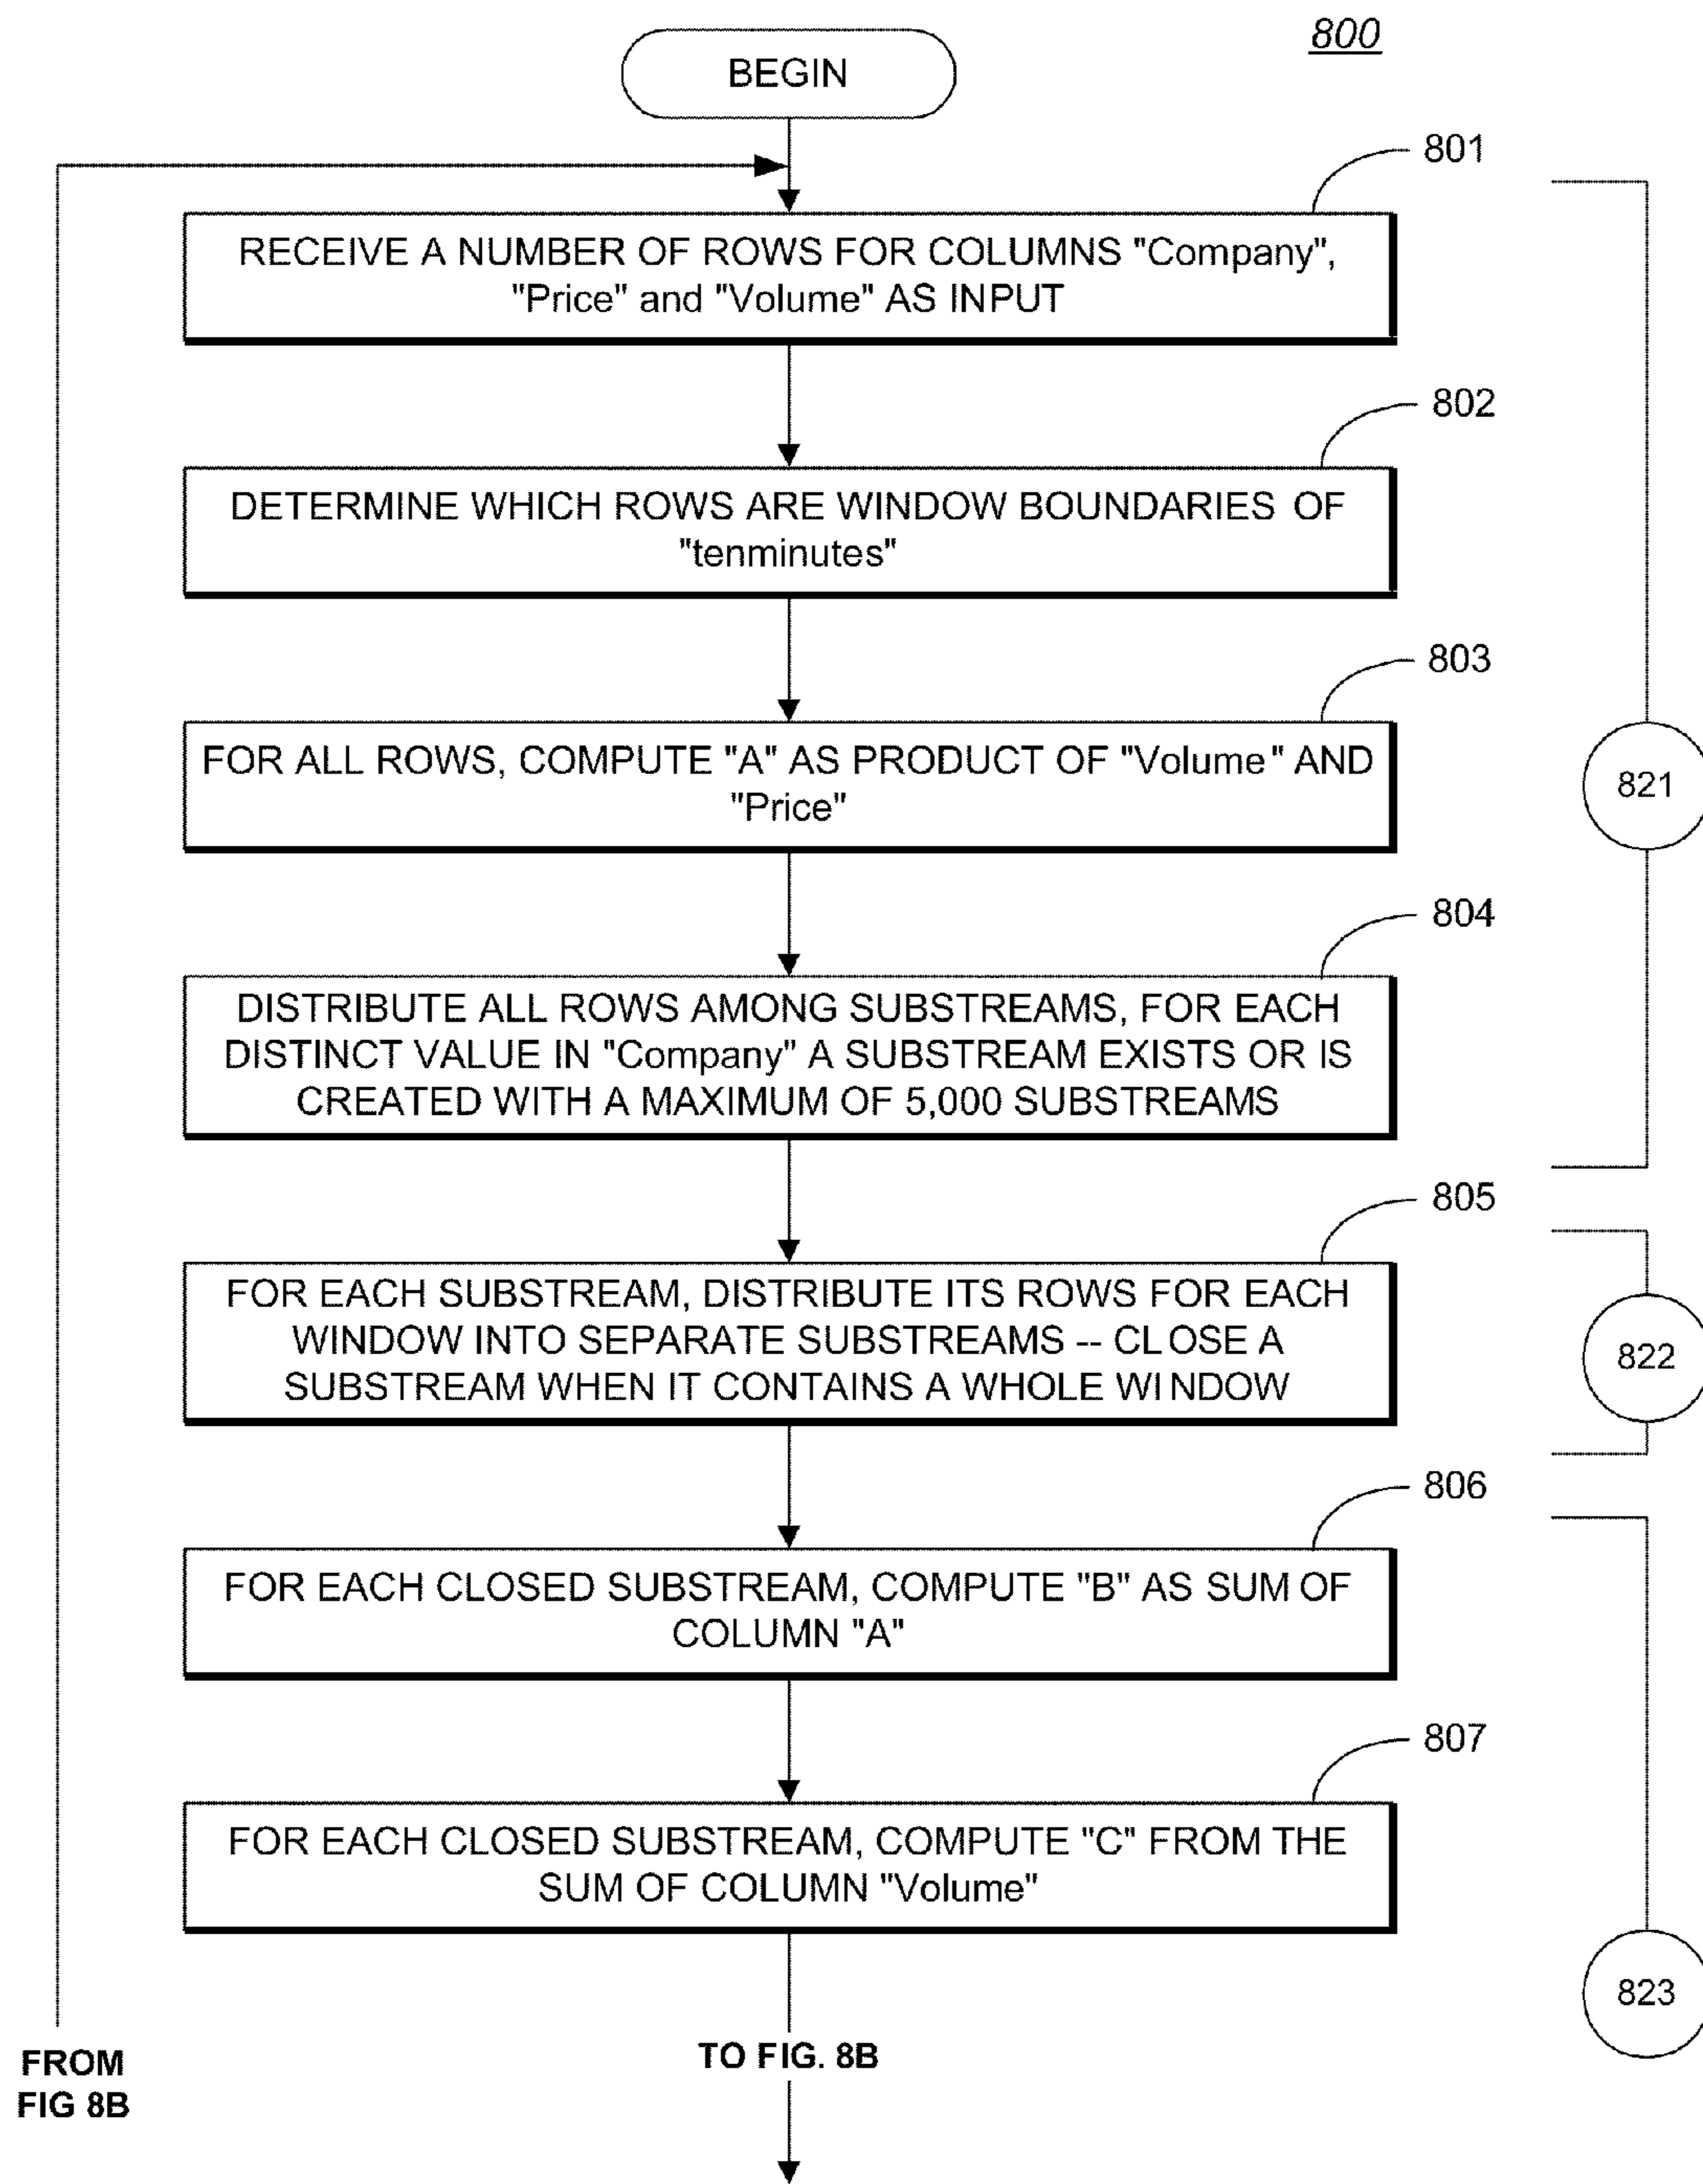 800
BEGIN
801
RECEIVE A NUMBER OF ROWS FOR COLUMNS "Company",
"Price" and "Volume" AS INPUT
802
DETERMINE WHICH ROWS ARE WINDOW BOUNDARIES OF
"tenminutes"
803
FOR ALL ROWS, COMPUTE "A" AS PRODUCT OF "Volume" AND
"Price"
821
804
DISTRIBUTE ALL ROWS AMONG SUBSTREAMS, FOR EACH
DISTINCT VALUE IN "Company" A SUBSTREAM EXISTS OR IS
CREATED WITH A MAXIMUM OF 5,000 SUBSTREAMS
805
FOR EACH SUBSTREAM, DISTRIBUTE ITS ROWS FOR EACH
WINDOW INTO SEPARATE SUBSTREAMS -- CLOSE A
SUBSTREAM WHEN IT CONTAINS A WHOLE WINDOW
822
806
FOR EACH CLOSED SUBSTREAM, COMPUTE "B" AS SUM OF
COLUMN "A"
807
FOR EACH CLOSED SUBSTREAM, COMPUTE "C" FROM THE
SUM OF COLUMN "Volume"
823
FROM
FIG 8B
TO FIG. 8B